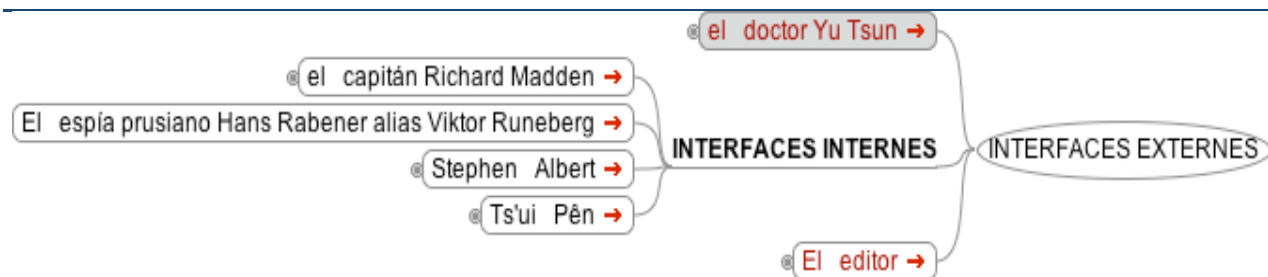 el doctor Yu Tsun
el capitán Richard Madden
El espía prusiano Hans Rabener alias Viktor Runeberg
INTERFACES INTERNES
INTERFACES EXTERNES
Stephen Albert
Ts'ui Pên
El editor